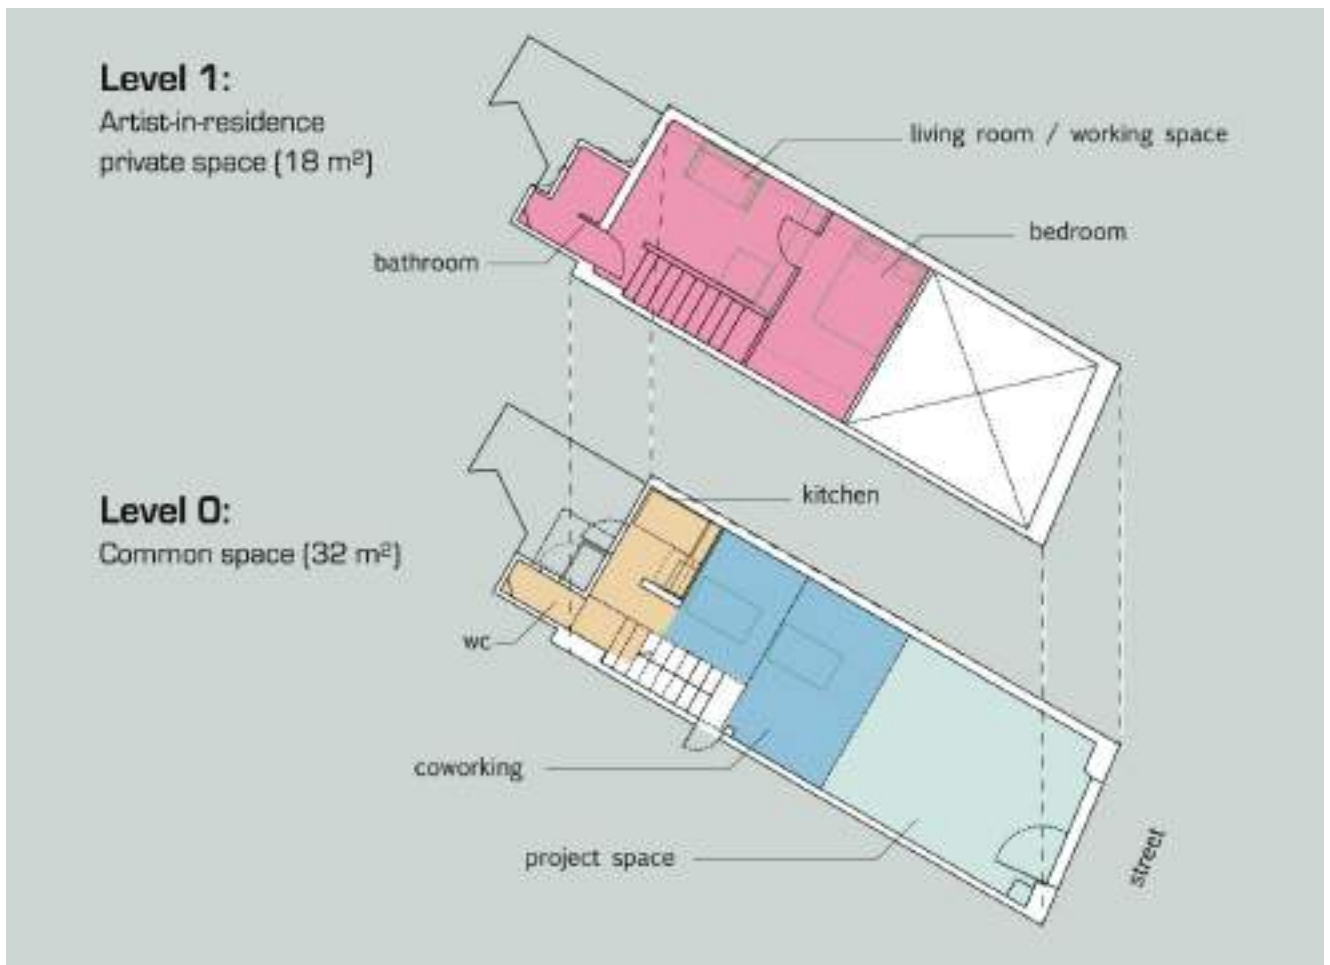 Level 1:
Artist-in-residence
private space (18 m²)
living room / working space
bedroom
bathroom
kitchen
Level 0:
Common space (32 m²)
wc
coworking
project space
street